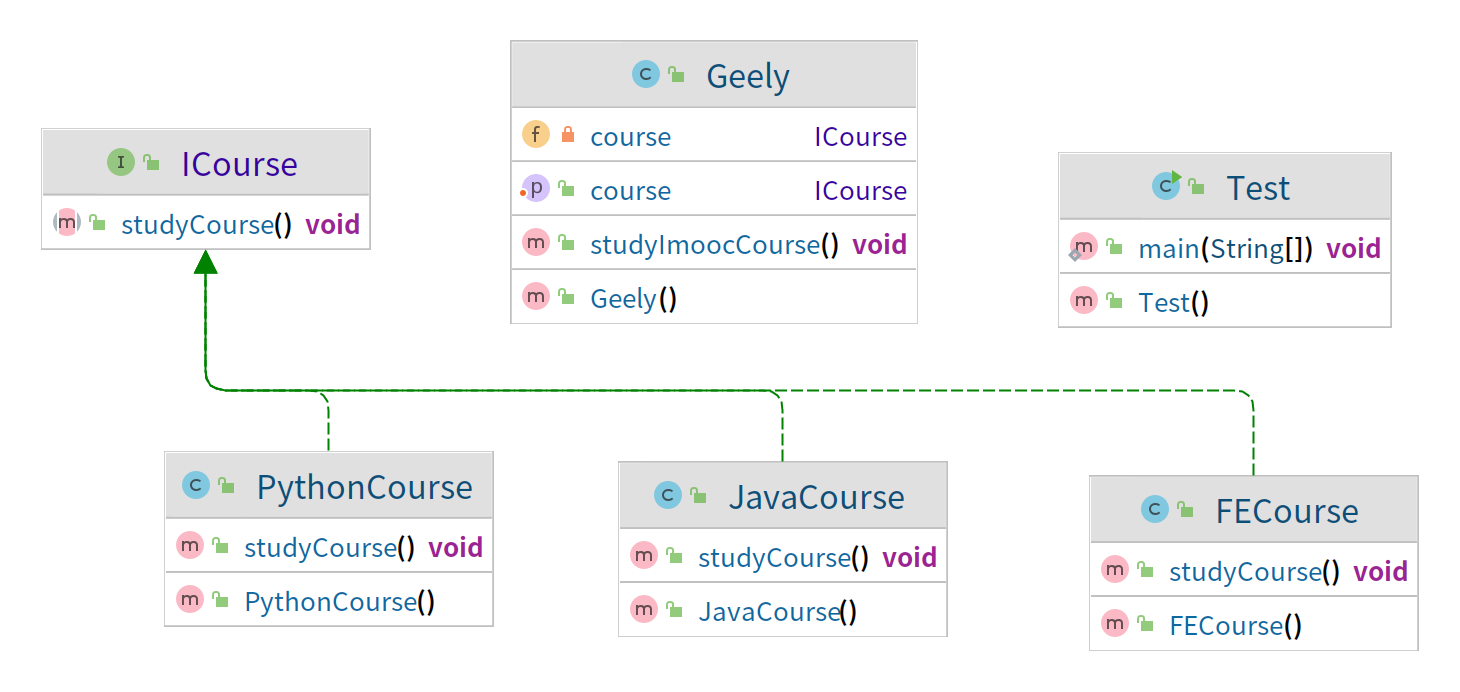 ICourse
studyCourse() void
Geely
course ICourse
course ICourse
studyImoocCourse() void
Geely()
Test
main(String[]) void
Test()
PythonCourse
studyCourse() void
PythonCourse()
JavaCourse
studyCourse() void
JavaCourse()
FECourse
studyCourse() void
FECourse()